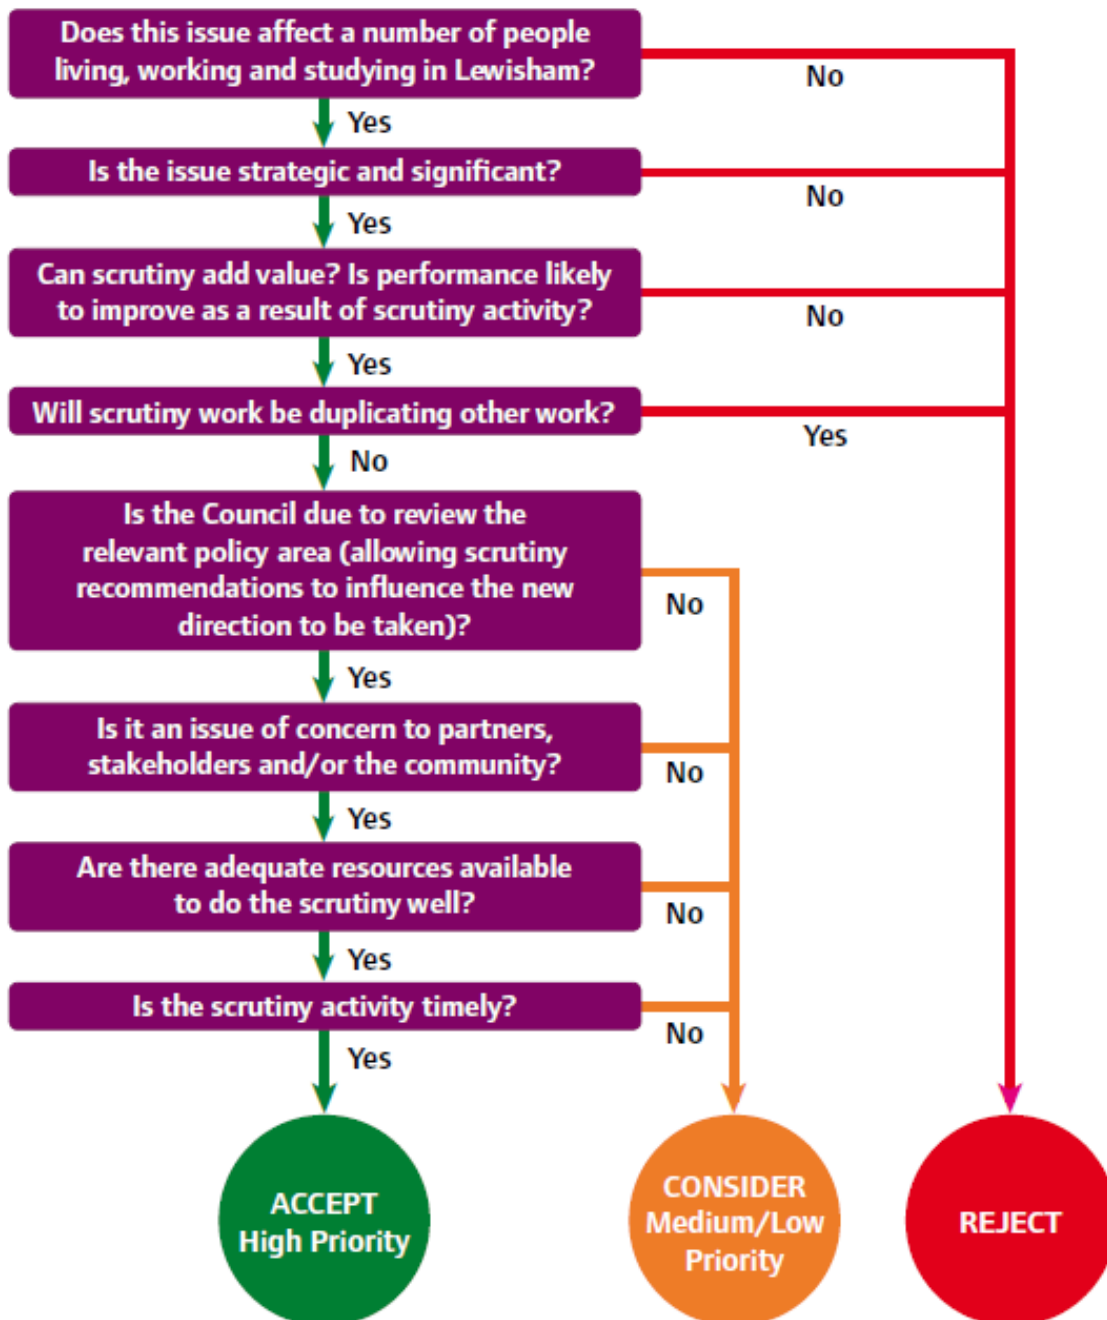 Does this issue affect a number of people
living, working and studying in Lewisham?
No
Yes
Is the issue strategic and significant?
No
Yes
Can scrutiny add value? Is performance likely
to improve as a result of scrutiny activity?
No
Yes
Will scrutiny work be duplicating other work?
Yes
No
Is the Council due to review the
relevant policy area (allowing scrutiny
recommendations to influence the new
direction to be taken)?
No
Yes
Is it an issue of concern to partners,
stakeholders and/or the community?
No
Yes
Are there adequate resources available
to do the scrutiny well?
No
Yes
Is the scrutiny activity timely?
No
Yes
ACCEPT
High Priority
CONSIDER
Medium/Low
Priority
REJECT